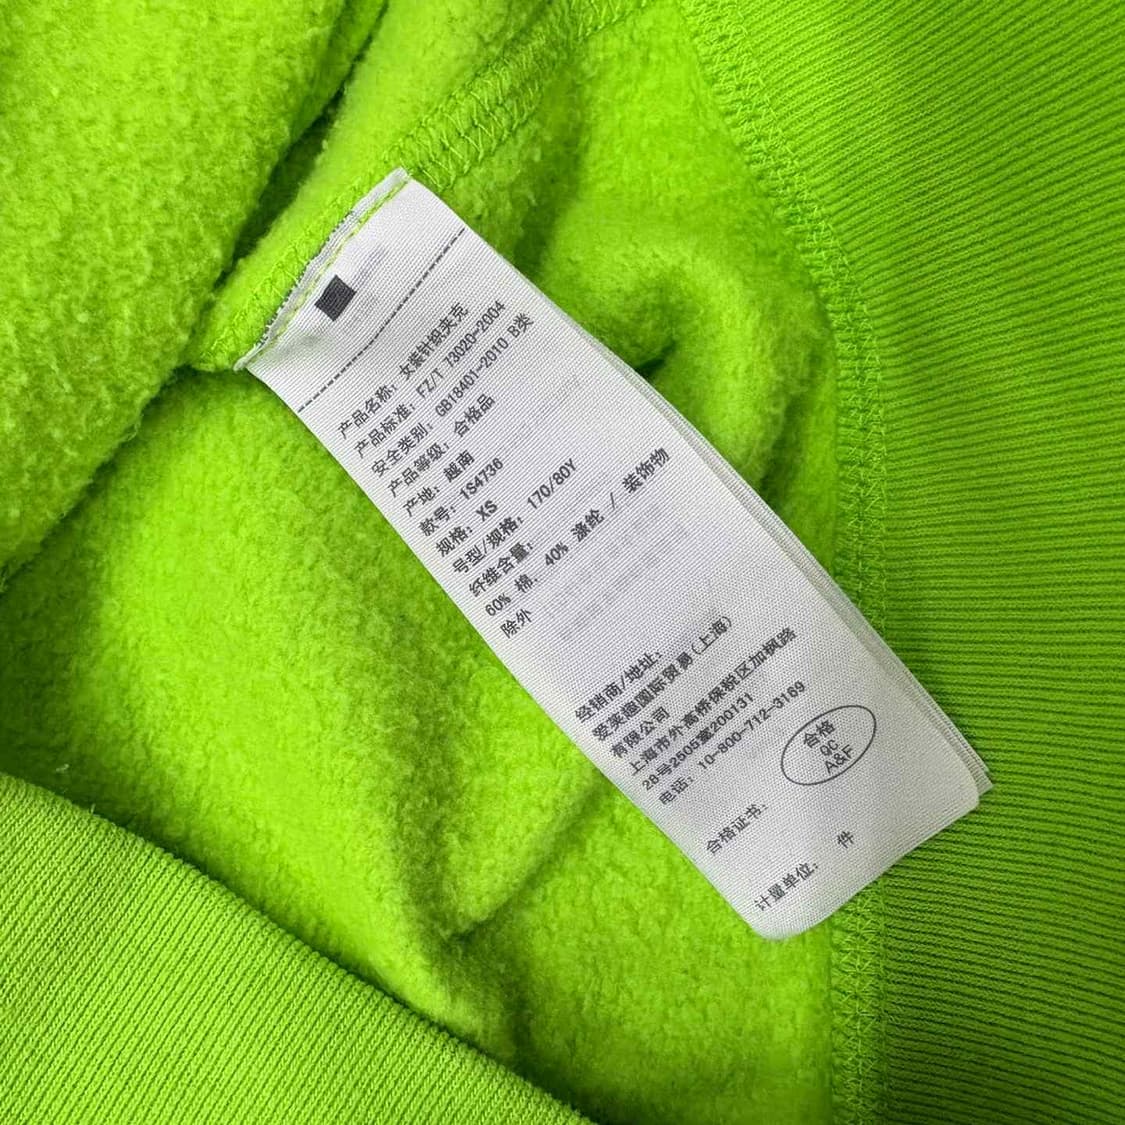 产品名称: 女装针织夹克
产品标准: FZ/T 73020-2004
安全类别: GB18401-2010 B类
产品等级: 合格品
产地: 越南
款号: 1S4736
规格: XS
号型/规格: 170/80Y
纤维含量:
60% 棉, 40% 涤纶 / 装饰物
除外
经销商/地址:
爱芙趣国际贸易(上海)
有限公司
上海市外高桥保税区加枫路
28号2505室200131
电话: 10-800-712-3169
合格
QC
A&F
合格证书:
计量单位: 件